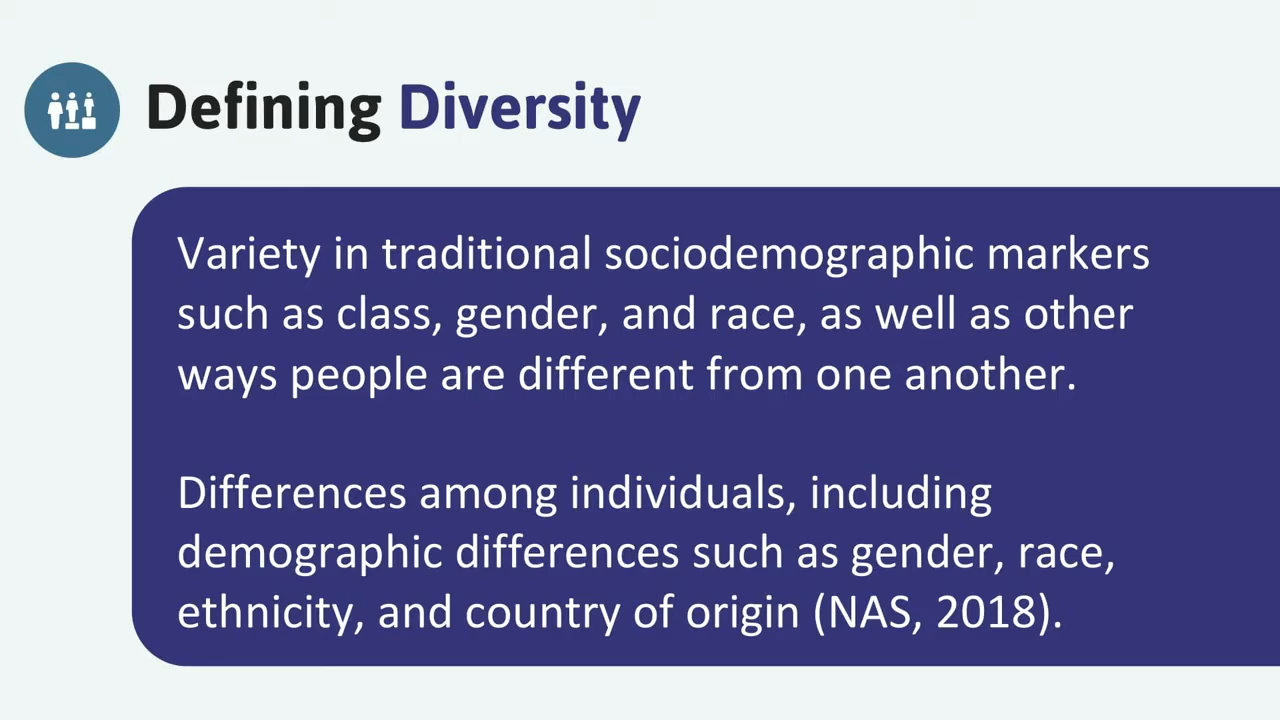 Defining Diversity
Variety in traditional sociodemographic markers
such as class, gender, and race, as well as other
ways people are different from one another.
Differences among individuals, including
demographic differences such as gender, race,
ethnicity, and country of origin (NAS, 2018).